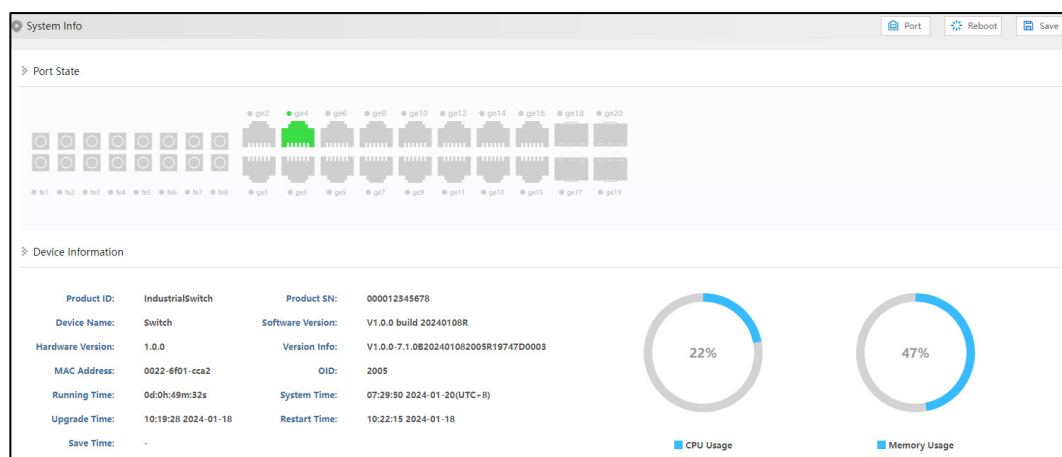 System Info Port Reboot Save
Port State
ge2 ge4 ge6 ge8 ge10 ge12 ge14 ge16 ge18 ge20
fe1 fe2 fe3 fe4 fe5 fe6 fe7 fe8 ge1 ge3 ge5 ge7 ge9 ge11 ge13 ge15 ge17 ge19
Device Information
Product ID: IndustrialSwitch Product SN: 000012345678
Device Name: Switch Software Version: V1.0.0 build 20240108R
Hardware Version: 1.0.0 Version Info: V1.0.0-7.1.0B202401082005R19747D0003
22% 47%
MAC Address: 0022-6f01-cca2 OID: 2005
Running Time: 0d:0h:49m:32s System Time: 07:29:50 2024-01-20(UTC+8)
Upgrade Time: 10:19:28 2024-01-18 Restart Time: 10:22:15 2024-01-18
Save Time: - CPU Usage Memory Usage